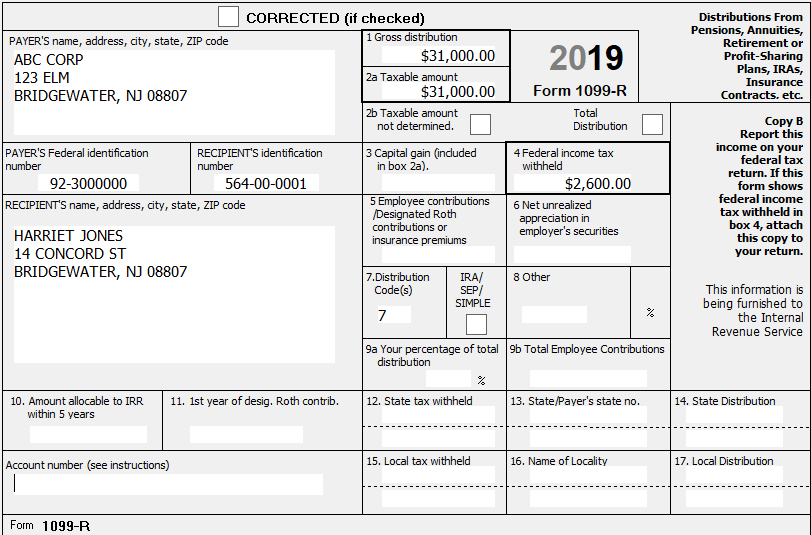 CORRECTED (if checked)
PAYER'S name, address, city, state, ZIP code
ABC CORP
123 ELM
BRIDGEWATER, NJ 08807
1 Gross distribution
$31,000.00
2a Taxable amount
$31,000.00
2019
Form 1099-R
Distributions From
Pensions, Annuities,
Retirement or
Profit-Sharing
Plans, IRAs,
Insurance
Contracts. etc.
2b Taxable amount
not determined.
Total
Distribution
Copy B
Report this
income on your
federal tax
return. If this
form shows
federal income
tax withheld in
box 4, attach
this copy to
your return.
This information is
being furnished to
the Internal
Revenue Service
PAYER'S Federal identification
number
92-3000000
RECIPIENT'S identification
number
564-00-0001
3 Capital gain (included
in box 2a).
4 Federal income tax
withheld
$2,600.00
RECIPIENT'S name, address, city, state, ZIP code
HARRIET JONES
14 CONCORD ST
BRIDGEWATER, NJ 08807
5 Employee contributions
/Designated Roth
contributions or
insurance premiums
6 Net unrealized
appreciation in
employer's securities
7.Distribution
Code(s)
7
IRA/
SEP/
SIMPLE
8 Other
%
9a Your percentage of total
distribution
%
9b Total Employee Contributions
10. Amount allocable to IRR
within 5 years
11. 1st year of desig. Roth contrib.
12. State tax withheld
13. State/Payer's state no.
14. State Distribution
Account number (see instructions)
15. Local tax withheld
16. Name of Locality
17. Local Distribution
Form 1099-R